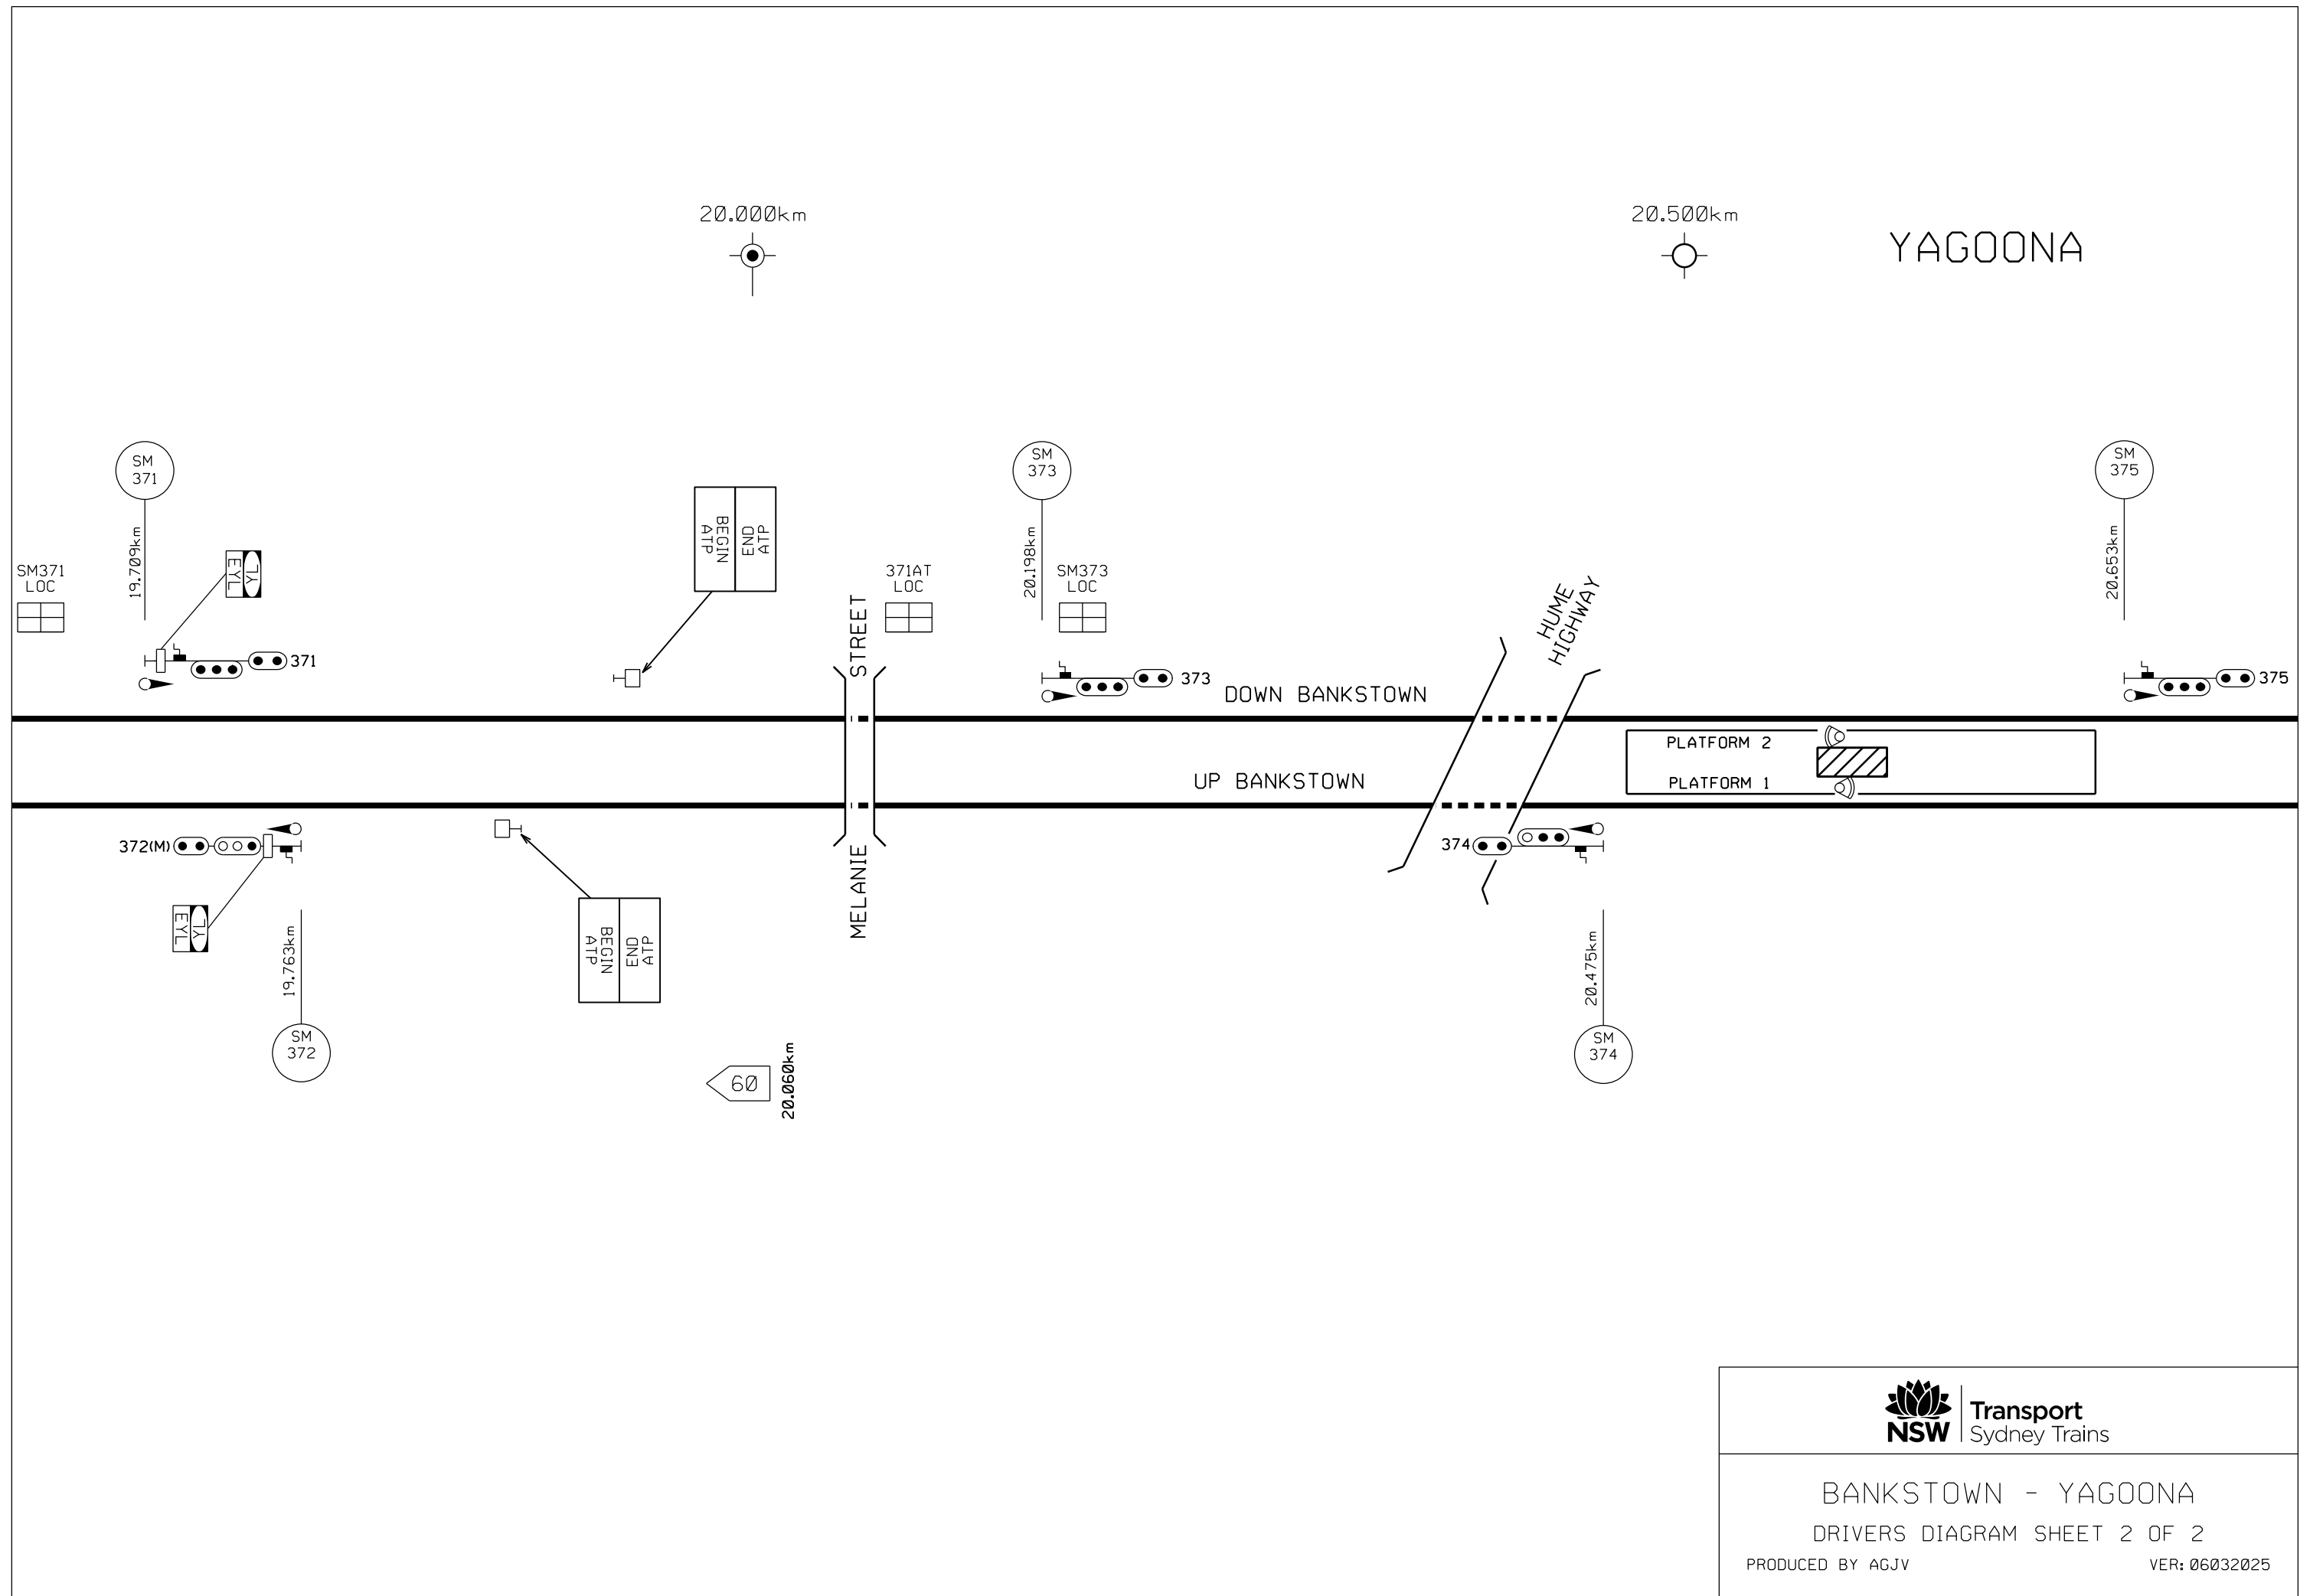 20.000km
20.500km
YAGOONA
SM
371
SM
373
SM
375
19.709km
20.198km
20.653km
BEGIN
ATP
END
ATP
YL
EYL
SM371
LOC
371AT
LOC
SM373
LOC
HUME
HIGHWAY
STREET
371
373
375
DOWN BANKSTOWN
PLATFORM 2
UP BANKSTOWN
PLATFORM 1
372(M)
374
MELANIE
YL
EYL
BEGIN
ATP
END
ATP
19.763km
20.475km
SM
372
SM
374
60
20.060km
NSW
Transport
Sydney Trains
BANKSTOWN - YAGOONA
DRIVERS DIAGRAM SHEET 2 OF 2
PRODUCED BY AGJV
VER: 06032025